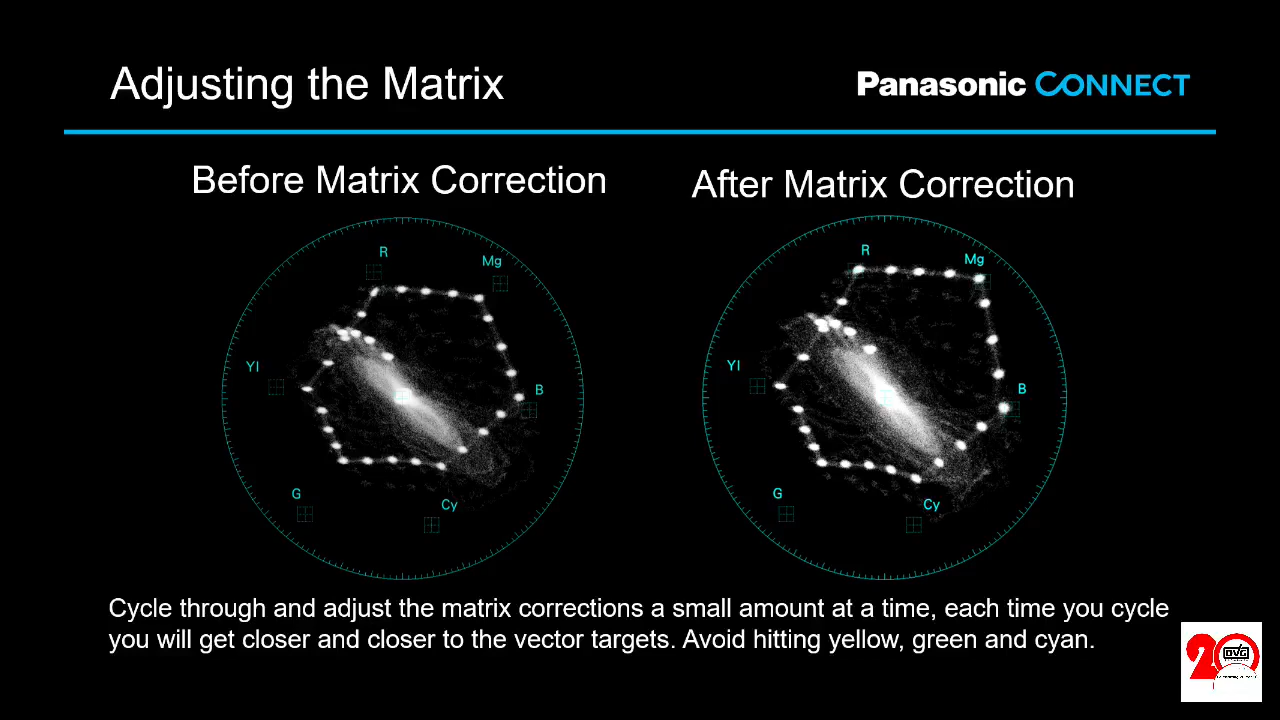 Adjusting the Matrix
Panasonic CONNECT
Before Matrix Correction
After Matrix Correction
R
Mg
Yl
B
G
Cy
R
Mg
Yl
B
G
Cy
Cycle through and adjust the matrix corrections a small amount at a time, each time you cycle
you will get closer and closer to the vector targets. Avoid hitting yellow, green and cyan.
20
DVG